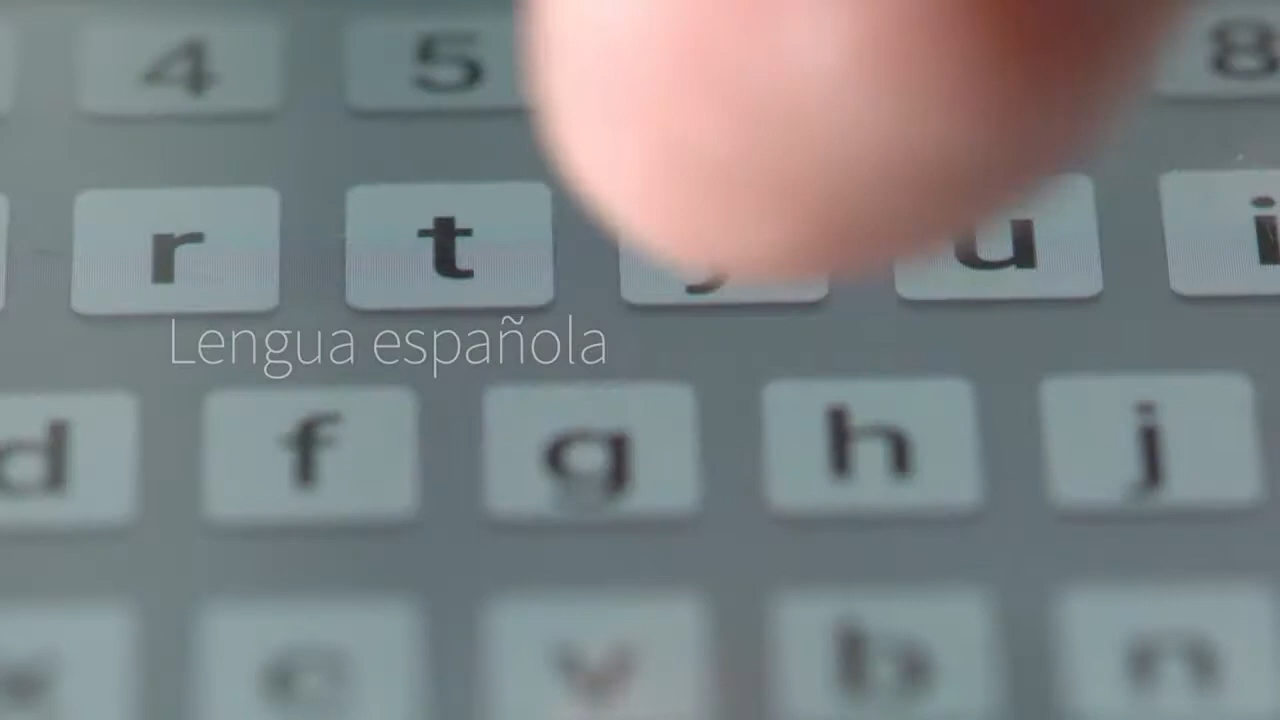 4 5 8
r t y u i
Lengua española
d f g h j
c v b n